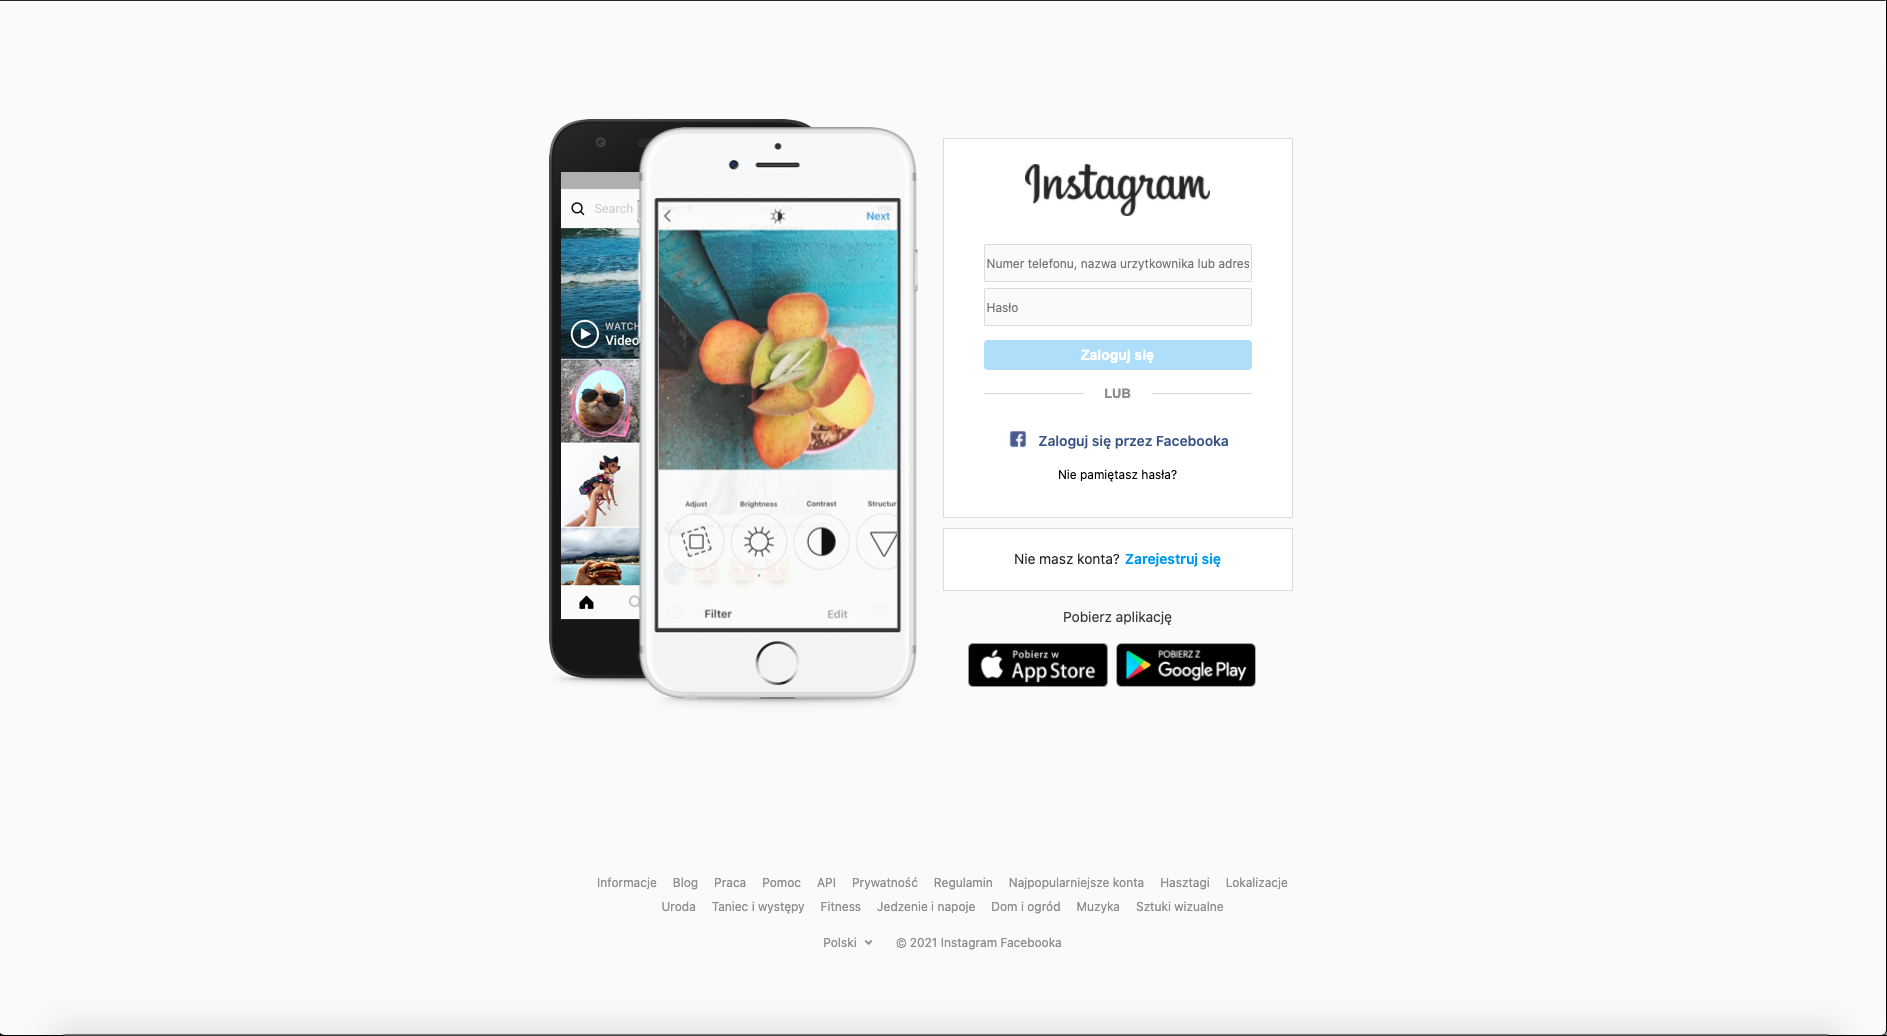 Search
WATCH
Video
Next
Adjust Brightness Contrast Structur
Filter Edit
Instagram
Numer telefonu, nazwa urzytkownika lub adres
Hasło
Zaloguj się
LUB
Zaloguj się przez Facebooka
Nie pamiętasz hasła?
Nie masz konta? Zarejestruj się
Pobierz aplikację
Pobierz w
App Store
POBIERZ Z
Google Play
Informacje Blog Praca Pomoc API Prywatność Regulamin Najpopularniejsze konta Hasztagi Lokalizacje
Uroda Taniec i występy Fitness Jedzenie i napoje Dom i ogród Muzyka Sztuki wizualne
Polski © 2021 Instagram Facebooka